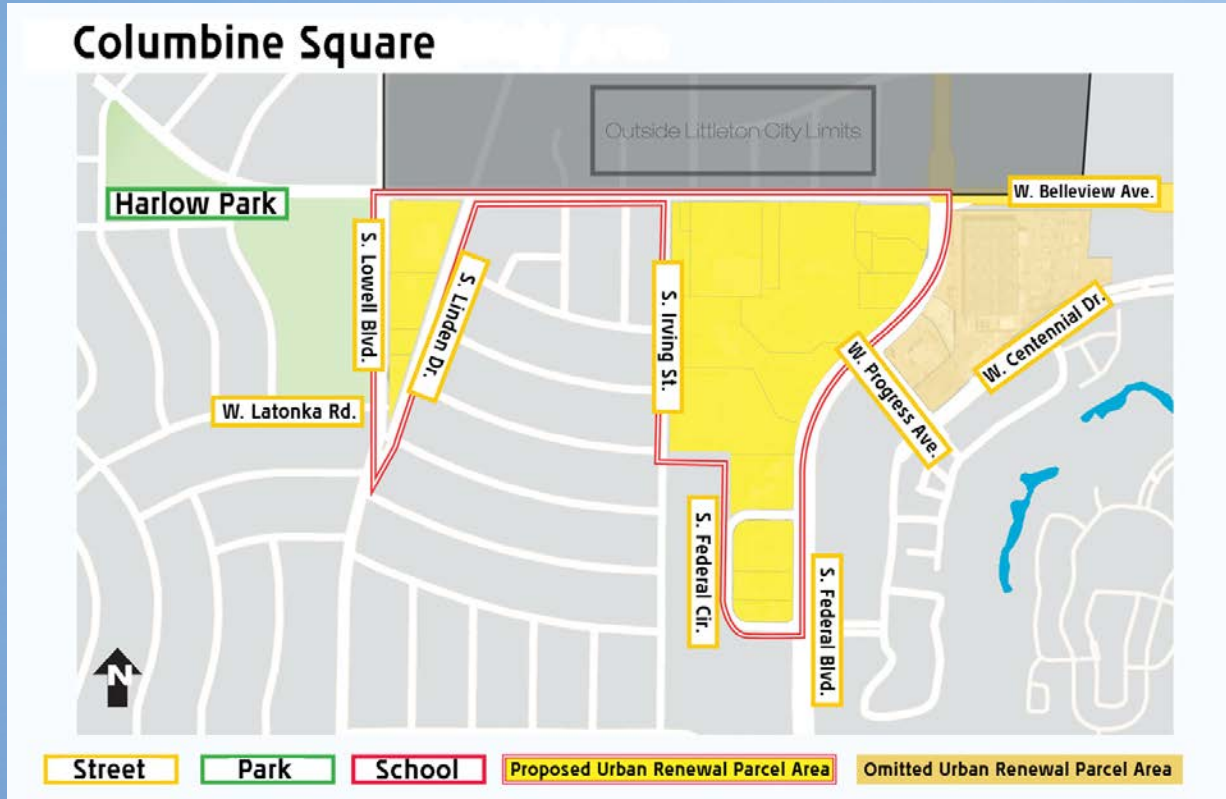 Columbine Square
Outside Littleton City Limits
W. Belleview Ave.
Harlow Park
S. Lowell Blvd.
S. Linden Dr.
S. Irving St.
W. Centennial Dr.
W. Progress Ave.
W. Latonka Rd.
S. Federal Cir.
S. Federal Blvd.
N
Street
Park
School
Proposed Urban Renewal Parcel Area
Omitted Urban Renewal Parcel Area